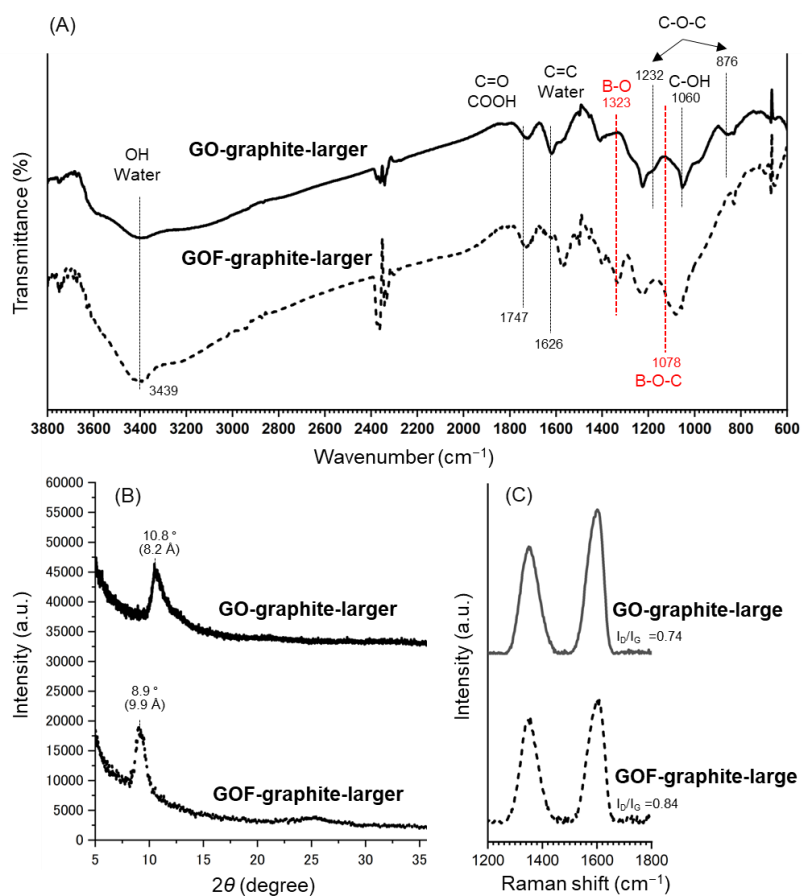 (A)
C-O-C
C=O
COOH
C=C
Water
B-O
1323
1232
C-OH
1060
876
OH
Water
GO-graphite-larger
GOF-graphite-larger
Transmittance (%)
3439
1747
1626
1078
B-O-C
3800 3600 3400 3200 3000 2800 2600 2400 2200 2000 1800 1600 1400 1200 1000 800 600
Wavenumber (cm⁻¹)
(B)
60000
55000
50000
45000
40000
35000
30000
25000
20000
15000
10000
5000
0
10.8 °
(8.2 Å)
GO-graphite-larger
8.9 °
(9.9 Å)
GOF-graphite-larger
Intensity (a.u.)
5 10 15 20 25 30 35
2θ (degree)
(C)
GO-graphite-large
I_D/I_G =0.74
GOF-graphite-large
I_D/I_G =0.84
Intensity (a.u.)
1200 1400 1600 1800
Raman shift (cm⁻¹)